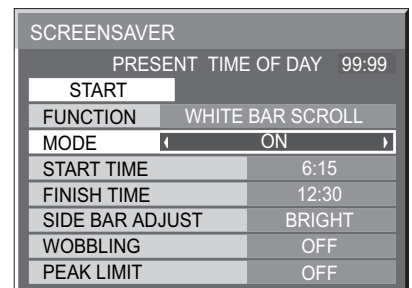 SCREENSAVER
PRESENT TIME OF DAY 99:99
START
FUNCTION WHITE BAR SCROLL
MODE ON
START TIME 6:15
FINISH TIME 12:30
SIDE BAR ADJUST BRIGHT
WOBBLING OFF
PEAK LIMIT OFF